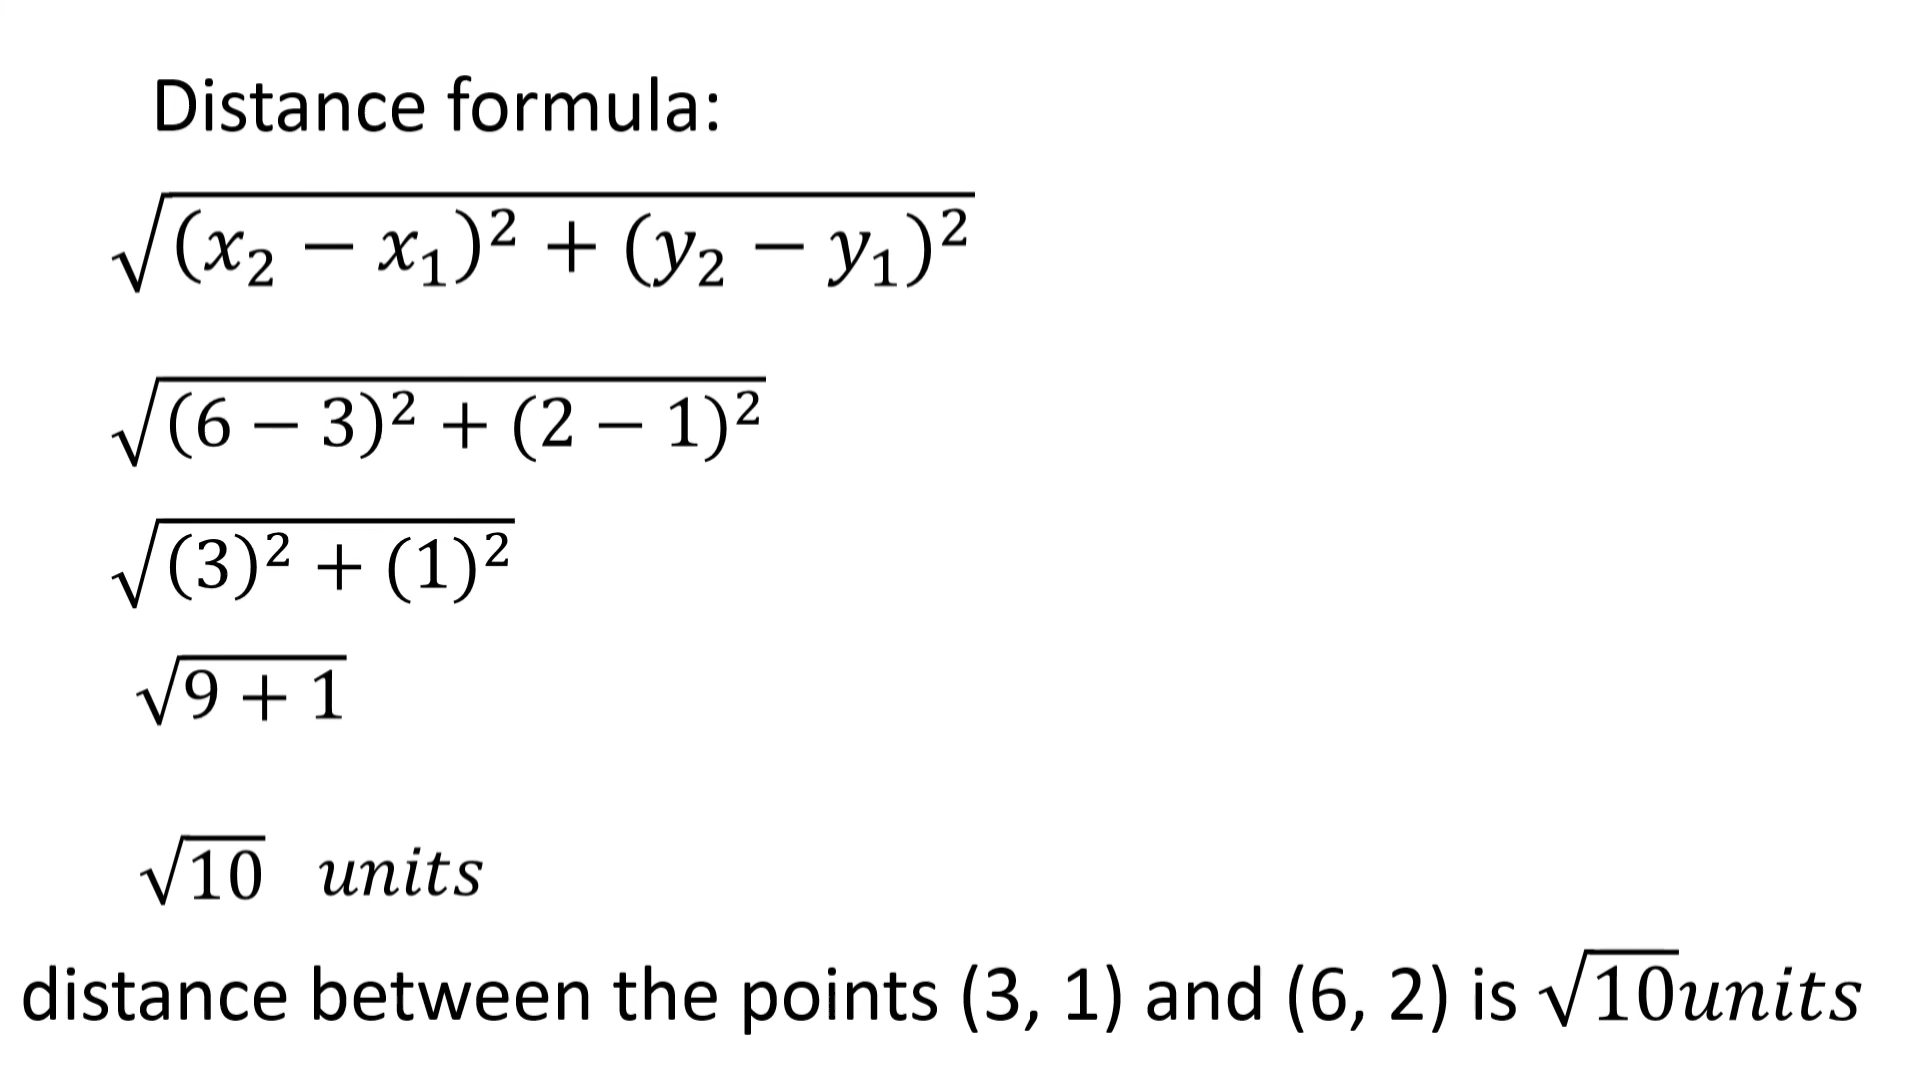 Distance formula:
√(x₂ − x₁)² + (y₂ − y₁)²
√(6 − 3)² + (2 − 1)²
√(3)² + (1)²
√9 + 1
√10 units
distance between the points (3, 1) and (6, 2) is √10units